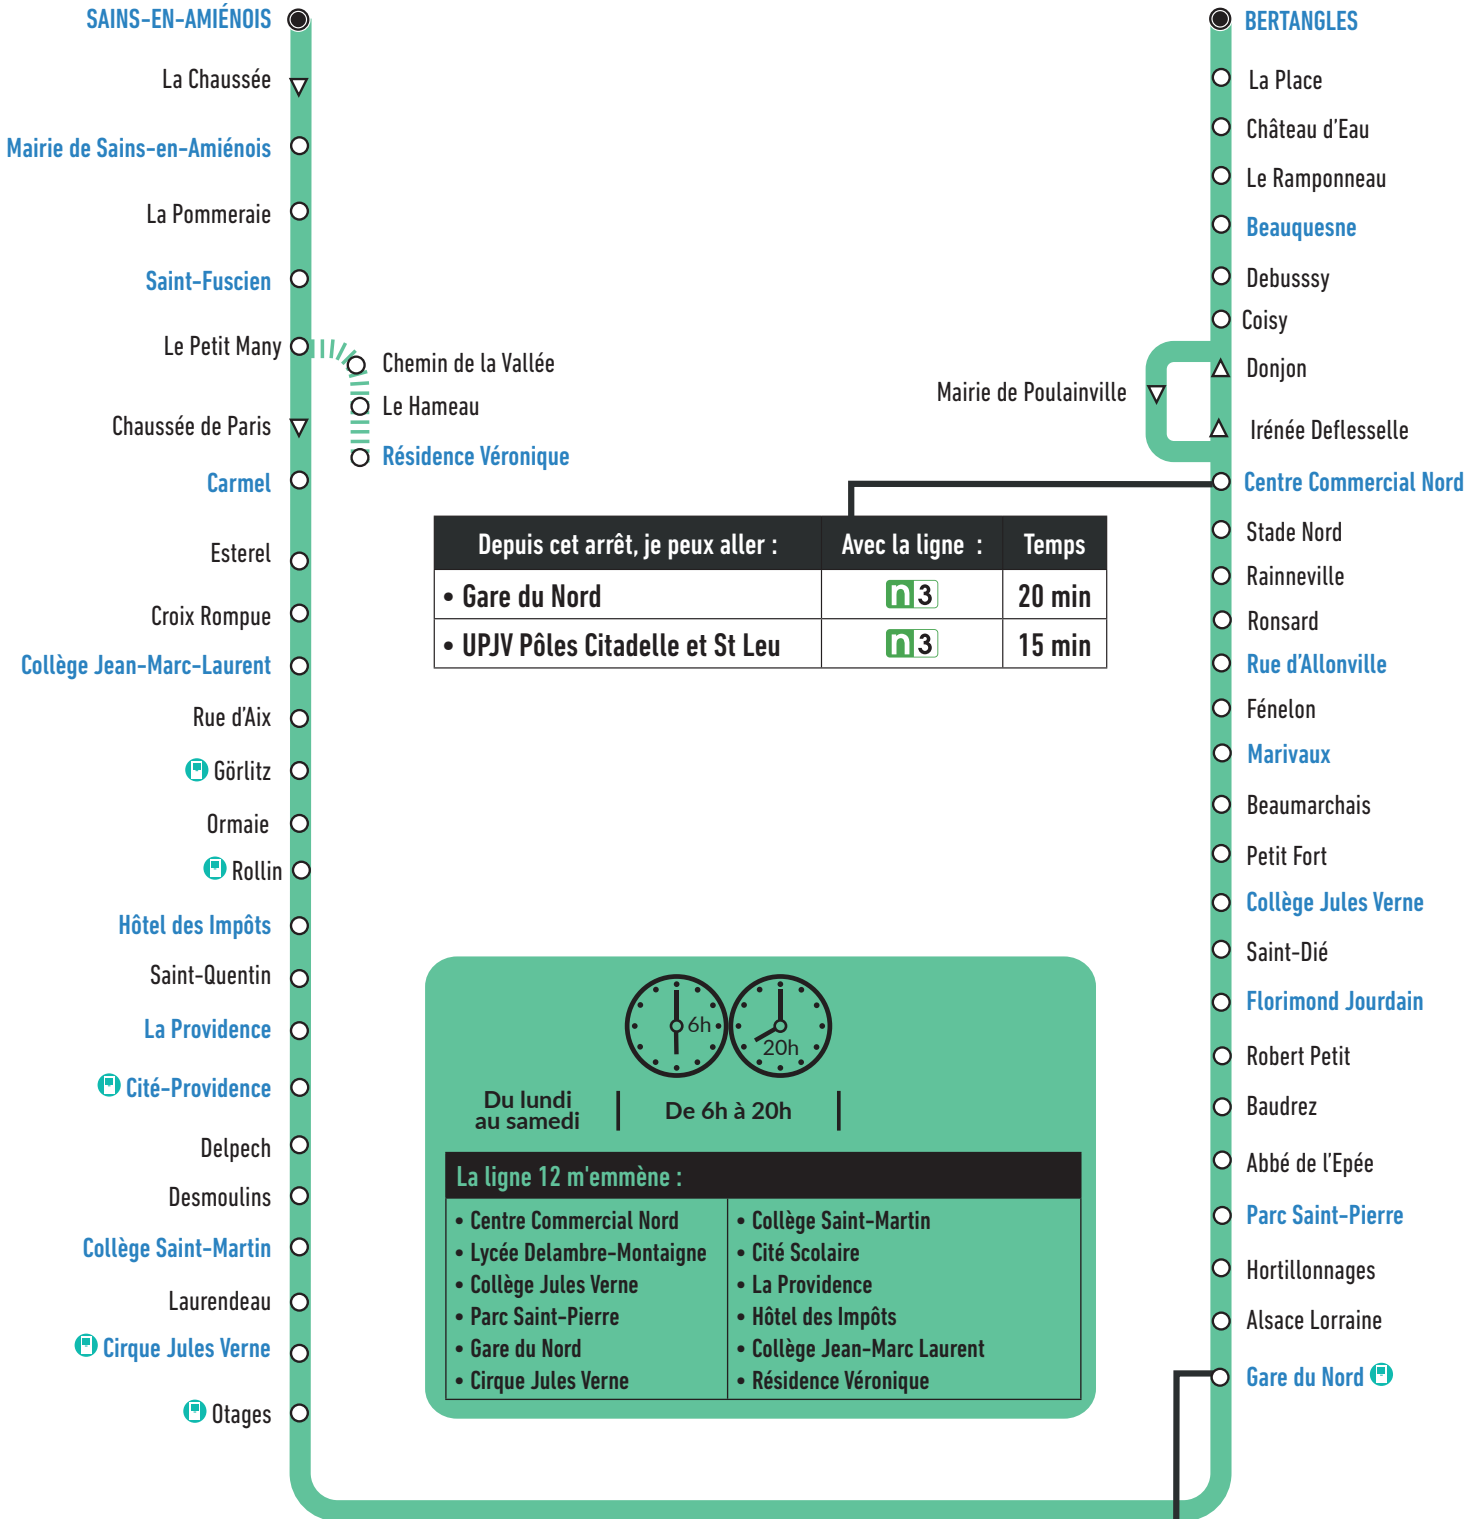 SAINS-EN-AMIÉNOIS
La Chaussée
Mairie de Sains-en-Amiénois
La Pommeraie
Saint-Fuscien
Le Petit Many
Chaussée de Paris
Carmel
Esterel
Croix Rompue
Collège Jean-Marc-Laurent
Rue d'Aix
Görlitz
Ormaie
Rollin
Hôtel des Impôts
Saint-Quentin
La Providence
Cité-Providence
Delpech
Desmoulins
Collège Saint-Martin
Laurendeau
Cirque Jules Verne
Otages
Chemin de la Vallée
Le Hameau
Résidence Véronique
Depuis cet arrêt, je peux aller : Avec la ligne : Temps
• Gare du Nord n3 20 min
• UPJV Pôles Citadelle et St Leu n3 15 min
6h 20h
Du lundi
au samedi
De 6h à 20h
La ligne 12 m'emmène :
• Centre Commercial Nord
• Lycée Delambre-Montaigne
• Collège Jules Verne
• Parc Saint-Pierre
• Gare du Nord
• Cirque Jules Verne
• Collège Saint-Martin
• Cité Scolaire
• La Providence
• Hôtel des Impôts
• Collège Jean-Marc Laurent
• Résidence Véronique
BERTANGLES
La Place
Château d'Eau
Le Ramponneau
Beauquesne
Debusssy
Coisy
Donjon
Mairie de Poulainville
Irénée Deflesselle
Centre Commercial Nord
Stade Nord
Rainneville
Ronsard
Rue d'Allonville
Fénelon
Marivaux
Beaumarchais
Petit Fort
Collège Jules Verne
Saint-Dié
Florimond Jourdain
Robert Petit
Baudrez
Abbé de l'Epée
Parc Saint-Pierre
Hortillonnages
Alsace Lorraine
Gare du Nord